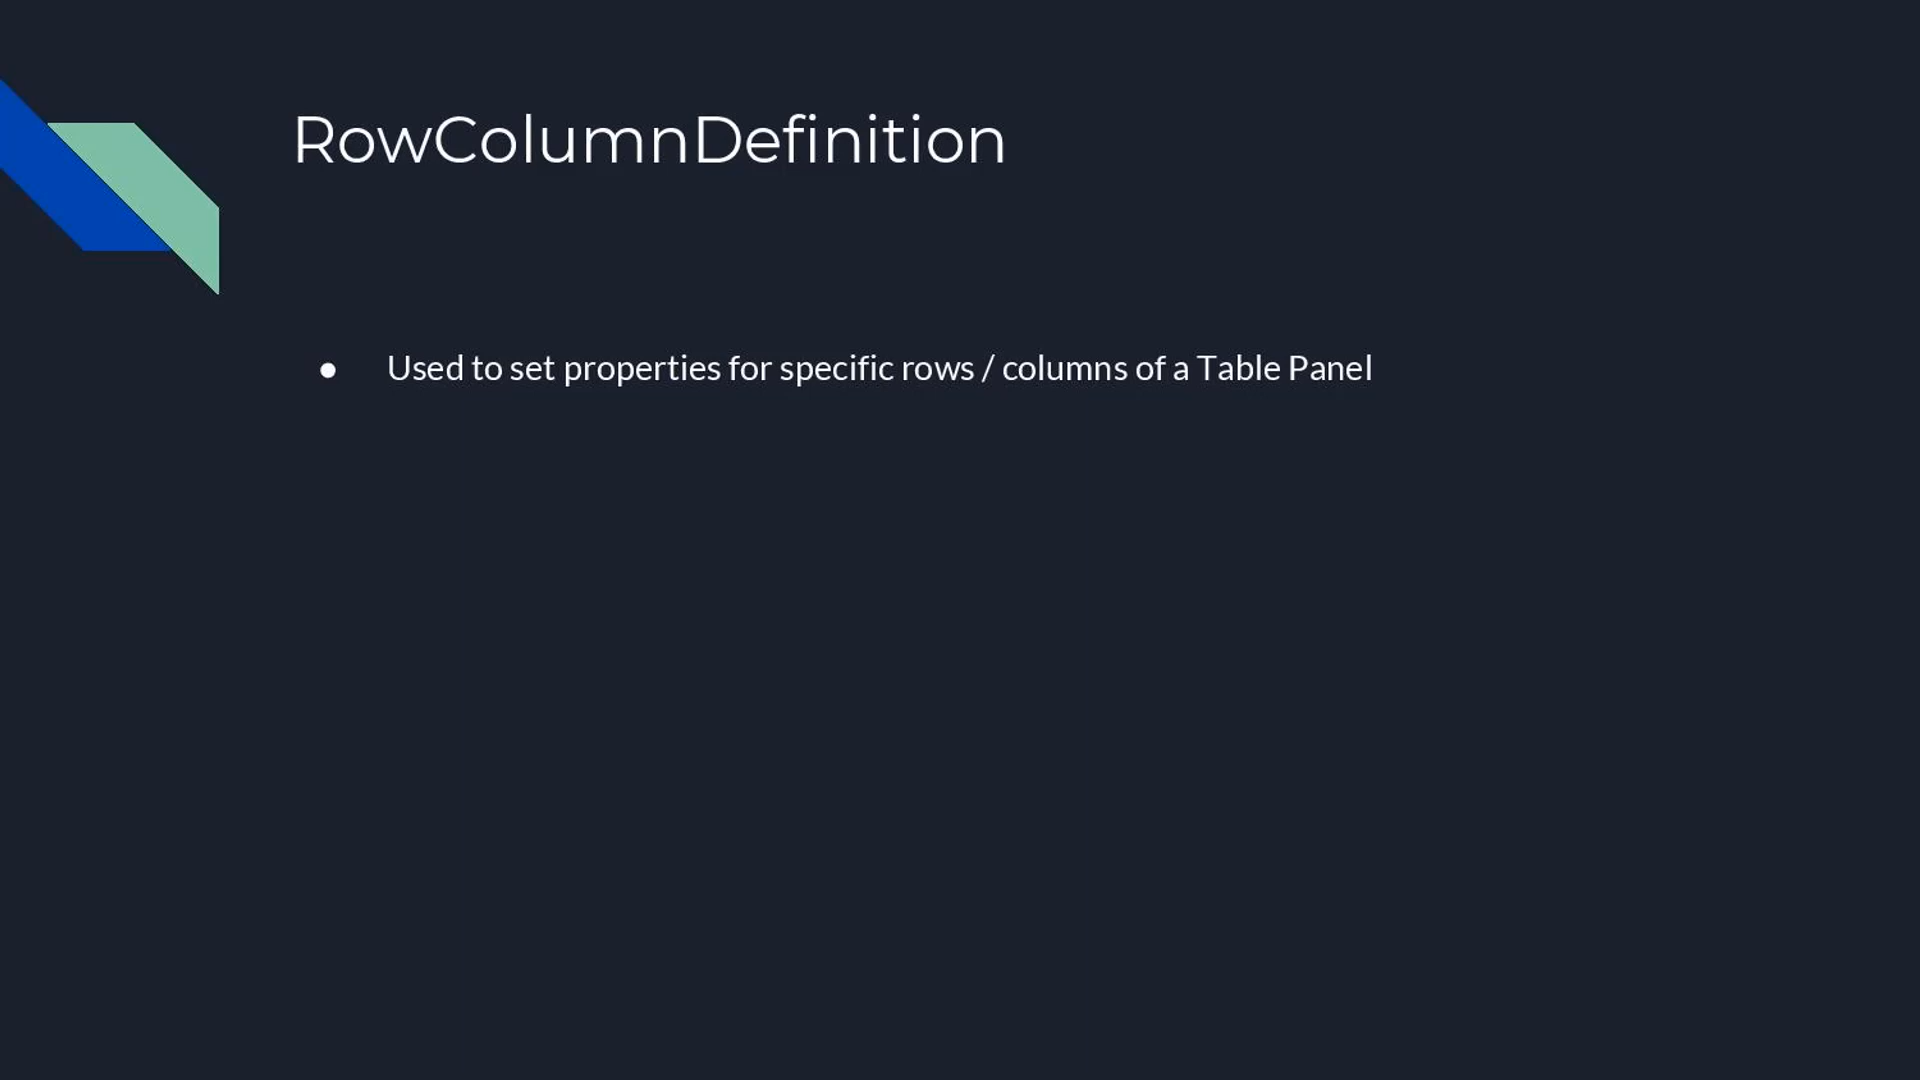 RowColumnDefinition
● Used to set properties for specific rows / columns of a Table Panel